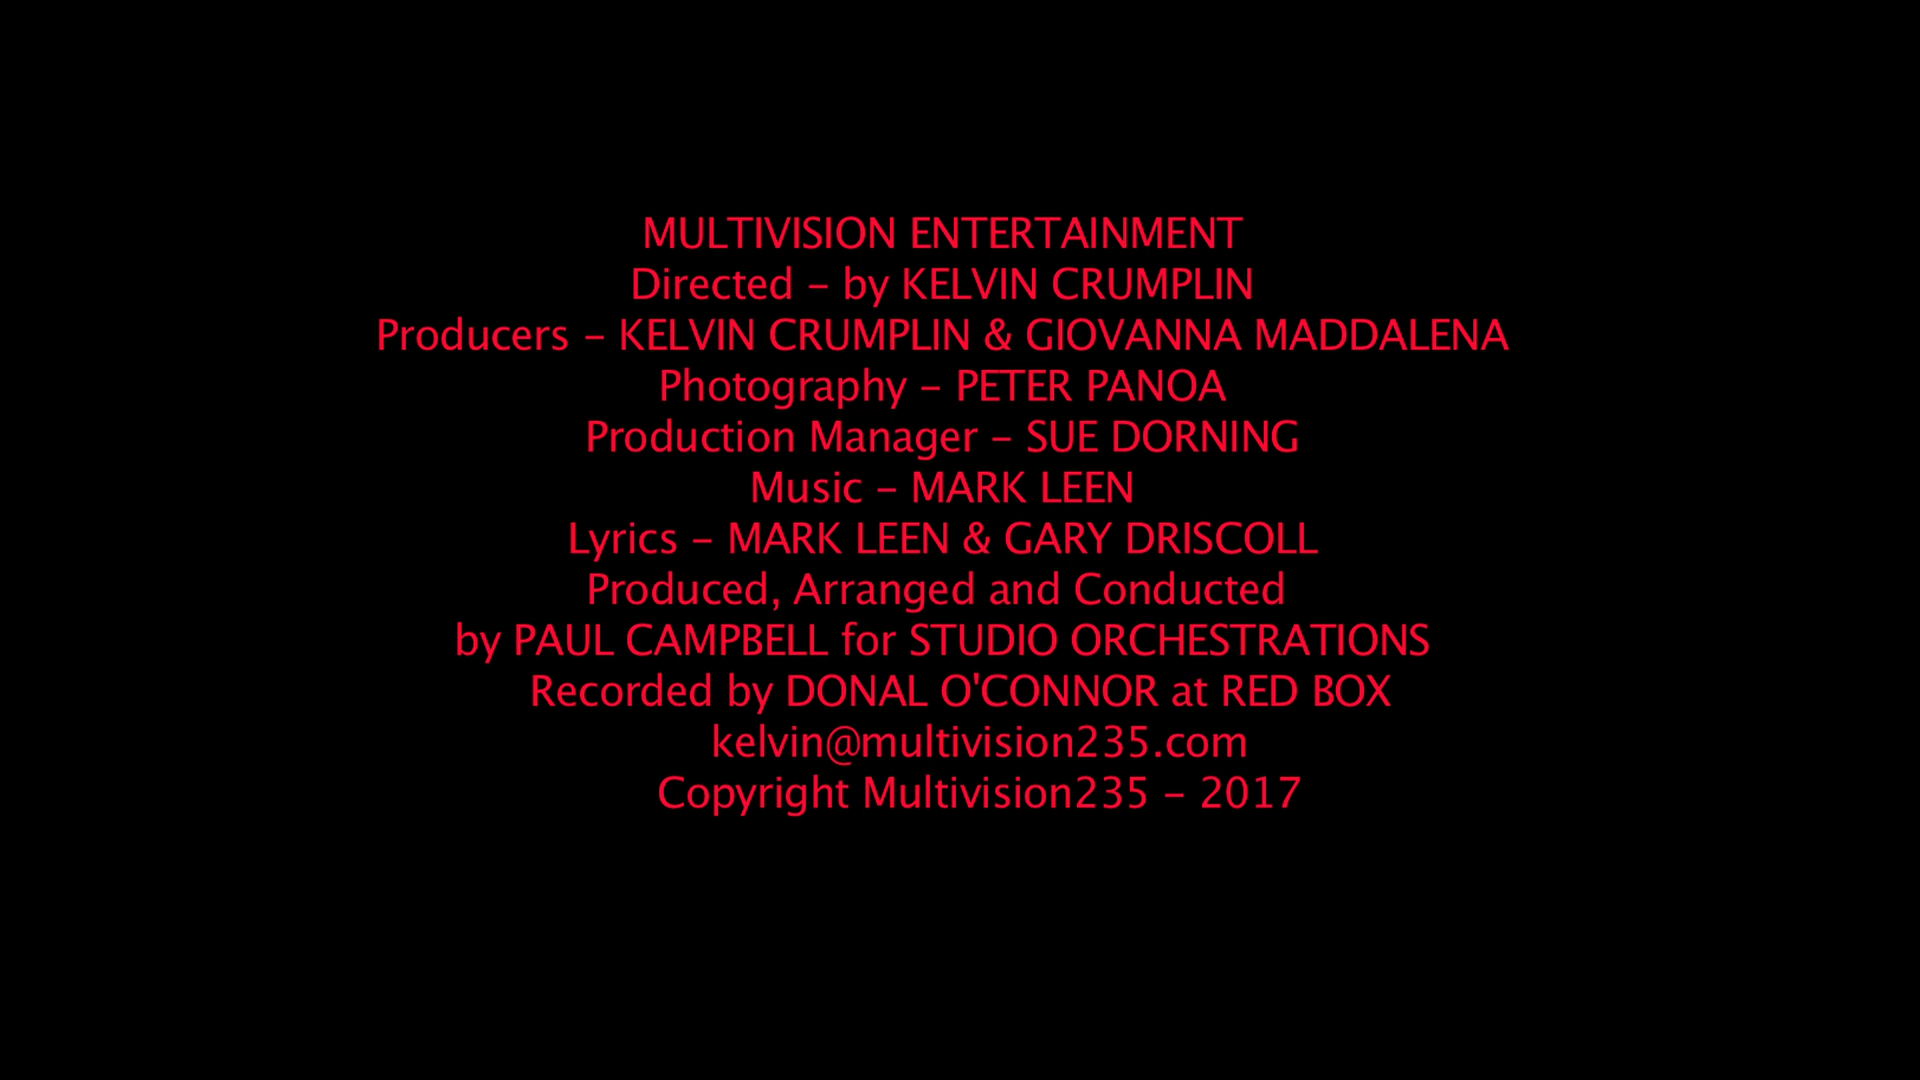 MULTIVISION ENTERTAINMENT
Directed – by KELVIN CRUMPLIN
Producers – KELVIN CRUMPLIN & GIOVANNA MADDALENA
Photography – PETER PANOA
Production Manager – SUE DORNING
Music – MARK LEEN
Lyrics – MARK LEEN & GARY DRISCOLL
Produced, Arranged and Conducted
by PAUL CAMPBELL for STUDIO ORCHESTRATIONS
Recorded by DONAL O'CONNOR at RED BOX
kelvin@multivision235.com
Copyright Multivision235 – 2017